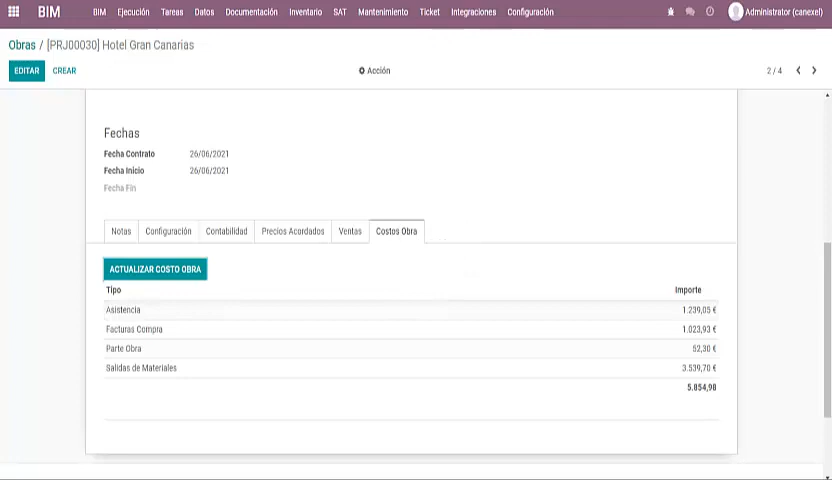 BIM BIM Ejecución Tareas Datos Documentación Inventario SAT Mantenimiento Ticket Integraciones Configuración Administrator (canexel)
Obras / [PRJ00030] Hotel Gran Canarias
EDITAR CREAR Acción 2 / 4
Fechas
Fecha Contrato 26/06/2021
Fecha Inicio 26/06/2021
Fecha Fin
Notas Configuración Contabilidad Precios Acordados Ventas Costos Obra
ACTUALIZAR COSTO OBRA
Tipo Importe
Asistencia 1.239,05 €
Facturas Compra 1.023,93 €
Parte Obra 52,30 €
Salidas de Materiales 3.539,70 €
5.854,98